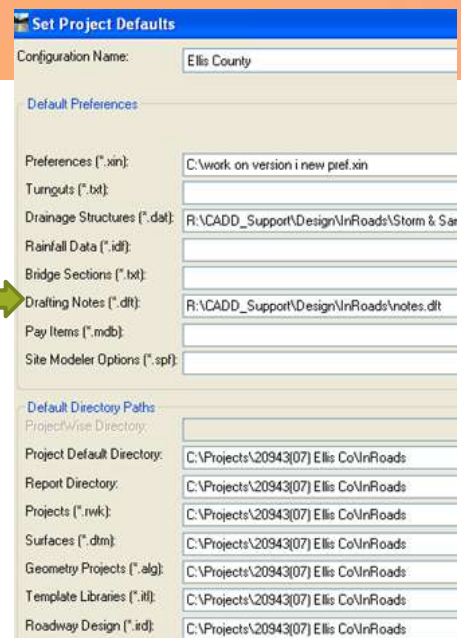 Set Project Defaults
Configuration Name: Ellis County
Default Preferences
Preferences (*.xin): C:\work on version i new pref.xin
Turnouts (*.txt):
Drainage Structures (*.dat): R:\CADD_Support\Design\InRoads\Storm & Sar
Rainfall Data (*.idf):
Bridge Sections (*.txt):
Drafting Notes (*.dft): R:\CADD_Support\Design\InRoads\notes.dft
Pay Items (*.mdb):
Site Modeler Options (*.spf):
Default Directory Paths
ProjectWise Directory:
Project Default Directory: C:\Projects\20943(07) Ellis Co\InRoads
Report Directory: C:\Projects\20943(07) Ellis Co\InRoads
Projects (*.rwk): C:\Projects\20943(07) Ellis Co\InRoads
Surfaces (*.dtm): C:\Projects\20943(07) Ellis Co\InRoads
Geometry Projects (*.alg): C:\Projects\20943(07) Ellis Co\InRoads
Template Libraries (*.itl): C:\Projects\20943(07) Ellis Co\InRoads
Roadway Design (*.ird): C:\Projects\20943(07) Ellis Co\InRoads